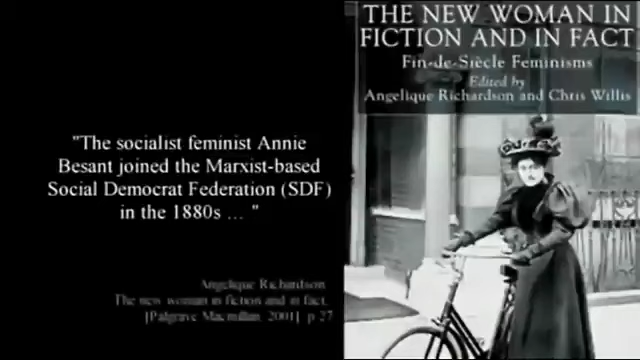 "The socialist feminist Annie
Besant joined the Marxist-based
Social Democrat Federation (SDF)
in the 1880s ... "
Angelique Richardson
The new woman in fiction and in fact.
[Palgrave Macmillan. 2001]. p 27
THE NEW WOMAN IN
FICTION AND IN FACT
Fin-de-Siècle Feminisms
Edited by
Angelique Richardson and Chris Willis